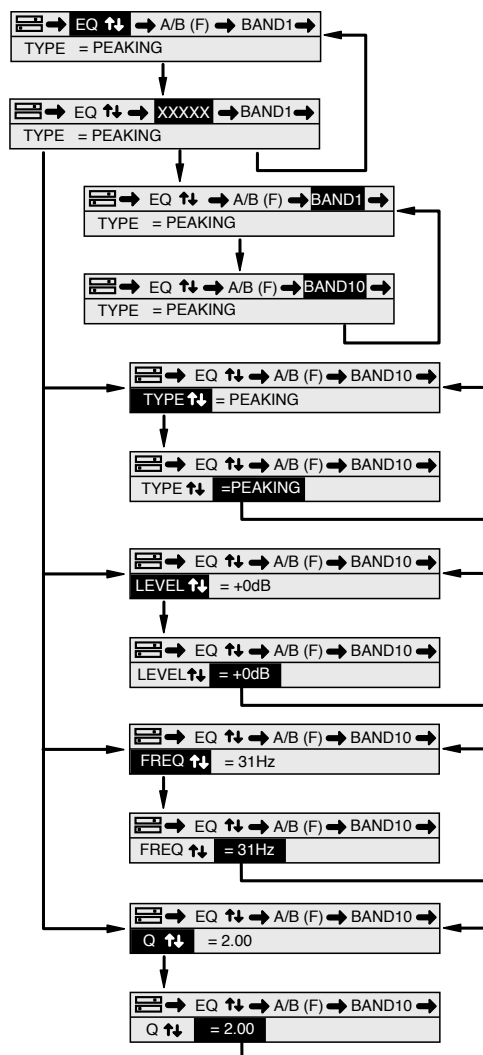 EQ ↑↓ → A/B (F) → BAND1 →
TYPE = PEAKING
EQ ↑↓ → XXXXX → BAND1 →
TYPE = PEAKING
EQ ↑↓ → A/B (F) → BAND1 →
TYPE = PEAKING
EQ ↑↓ → A/B (F) → BAND10 →
TYPE = PEAKING
EQ ↑↓ → A/B (F) → BAND10 →
TYPE ↑↓ = PEAKING
EQ ↑↓ → A/B (F) → BAND10 →
TYPE ↑↓ =PEAKING
EQ ↑↓ → A/B (F) → BAND10 →
LEVEL ↑↓ = +0dB
EQ ↑↓ → A/B (F) → BAND10 →
LEVEL ↑↓ = +0dB
EQ ↑↓ → A/B (F) → BAND10 →
FREQ ↑↓ = 31Hz
EQ ↑↓ → A/B (F) → BAND10 →
FREQ ↑↓ = 31Hz
EQ ↑↓ → A/B (F) → BAND10 →
Q ↑↓ = 2.00
EQ ↑↓ → A/B (F) → BAND10 →
Q ↑↓ = 2.00